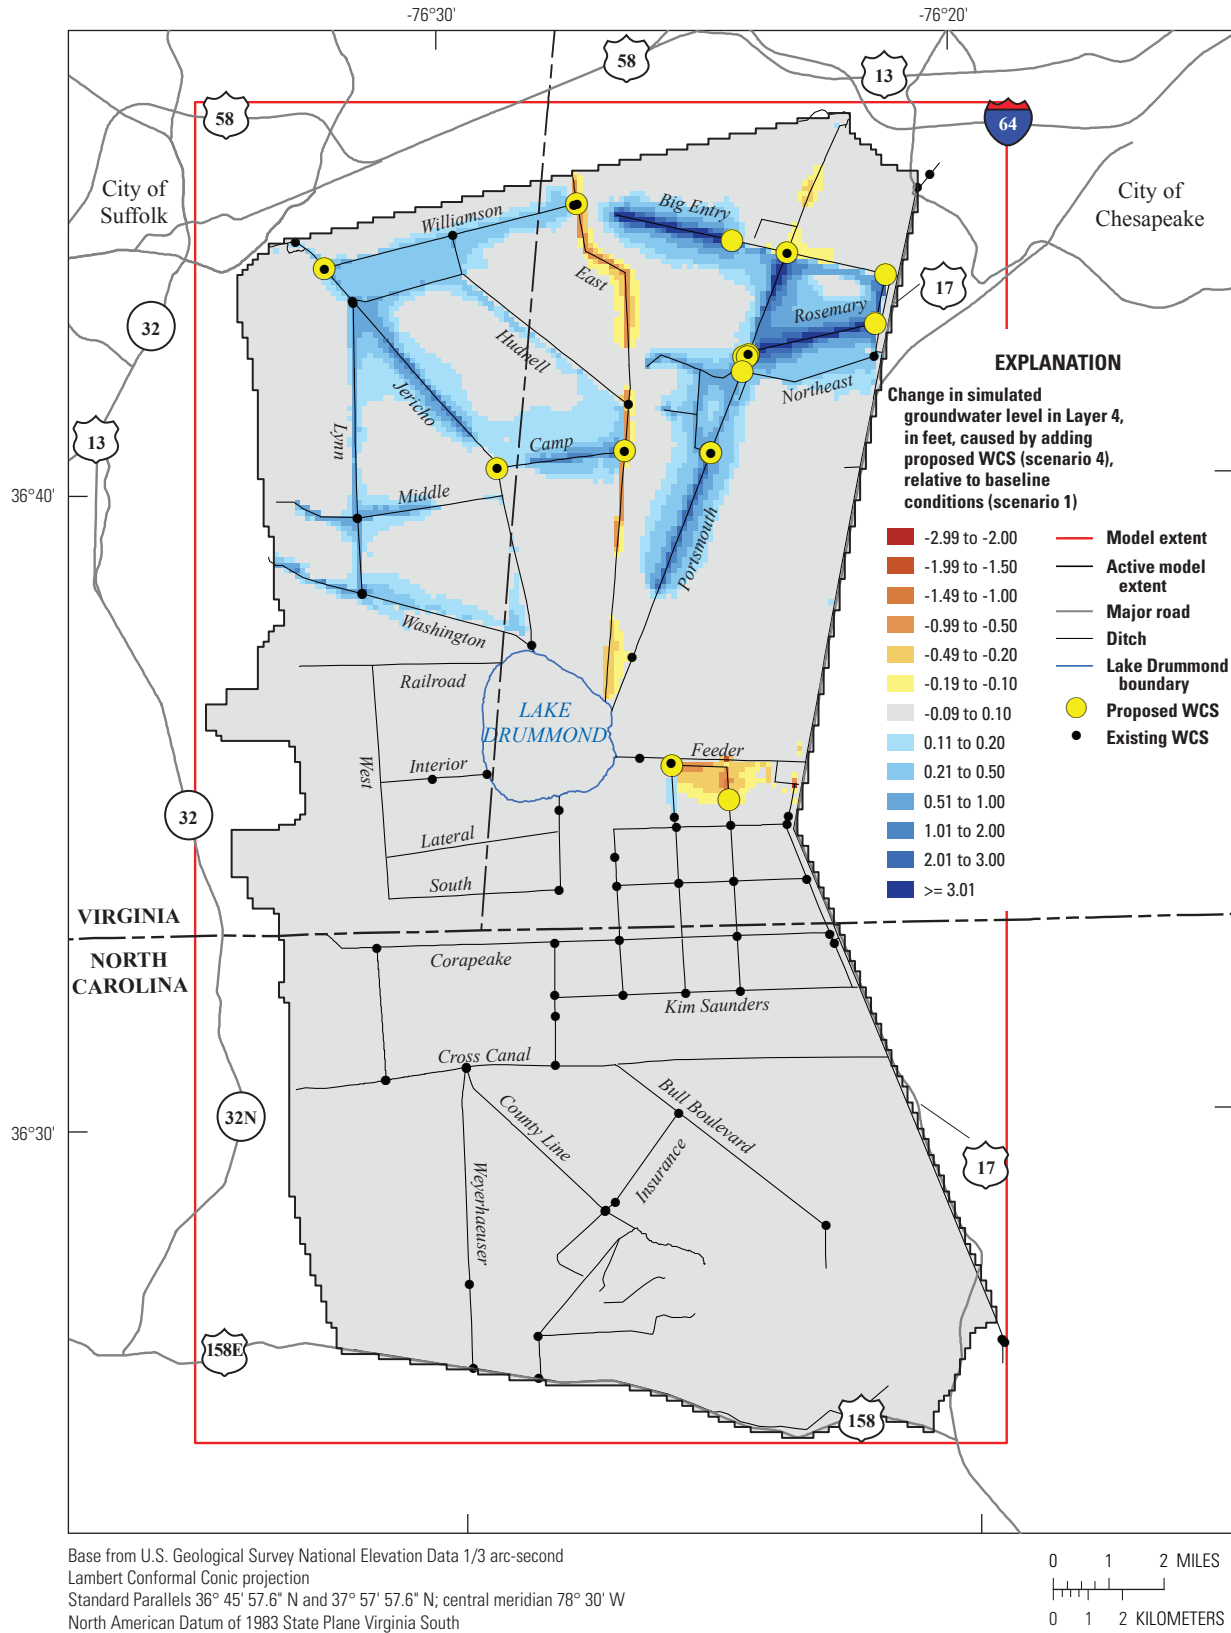 -76°30'
-76°20'
58
13
58
64
City of
Suffolk
City of
Chesapeake
Williamson
Big Entry
East
17
32
Rosemary
Hudnell
Jericho
Northeast
Lynn
Camp
13
36°40'
Middle
Portsmouth
Washington
Railroad
LAKE
DRUMMOND
Feeder
West
Interior
32
Lateral
South
VIRGINIA
NORTH
CAROLINA
Corapeake
Kim Saunders
Cross Canal
Bull Boulevard
County Line
32N
36°30'
Insurance
17
Weyerhaeuser
158E
158
EXPLANATION
Change in simulated
groundwater level in Layer 4,
in feet, caused by adding
proposed WCS (scenario 4),
relative to baseline
conditions (scenario 1)
-2.99 to -2.00
-1.99 to -1.50
-1.49 to -1.00
-0.99 to -0.50
-0.49 to -0.20
-0.19 to -0.10
-0.09 to 0.10
0.11 to 0.20
0.21 to 0.50
0.51 to 1.00
1.01 to 2.00
2.01 to 3.00
>= 3.01
Model extent
Active model
extent
Major road
Ditch
Lake Drummond
boundary
Proposed WCS
Existing WCS
Base from U.S. Geological Survey National Elevation Data 1/3 arc-second
Lambert Conformal Conic projection
Standard Parallels 36° 45' 57.6" N and 37° 57' 57.6" N; central meridian 78° 30' W
North American Datum of 1983 State Plane Virginia South
0 1 2 MILES
0 1 2 KILOMETERS